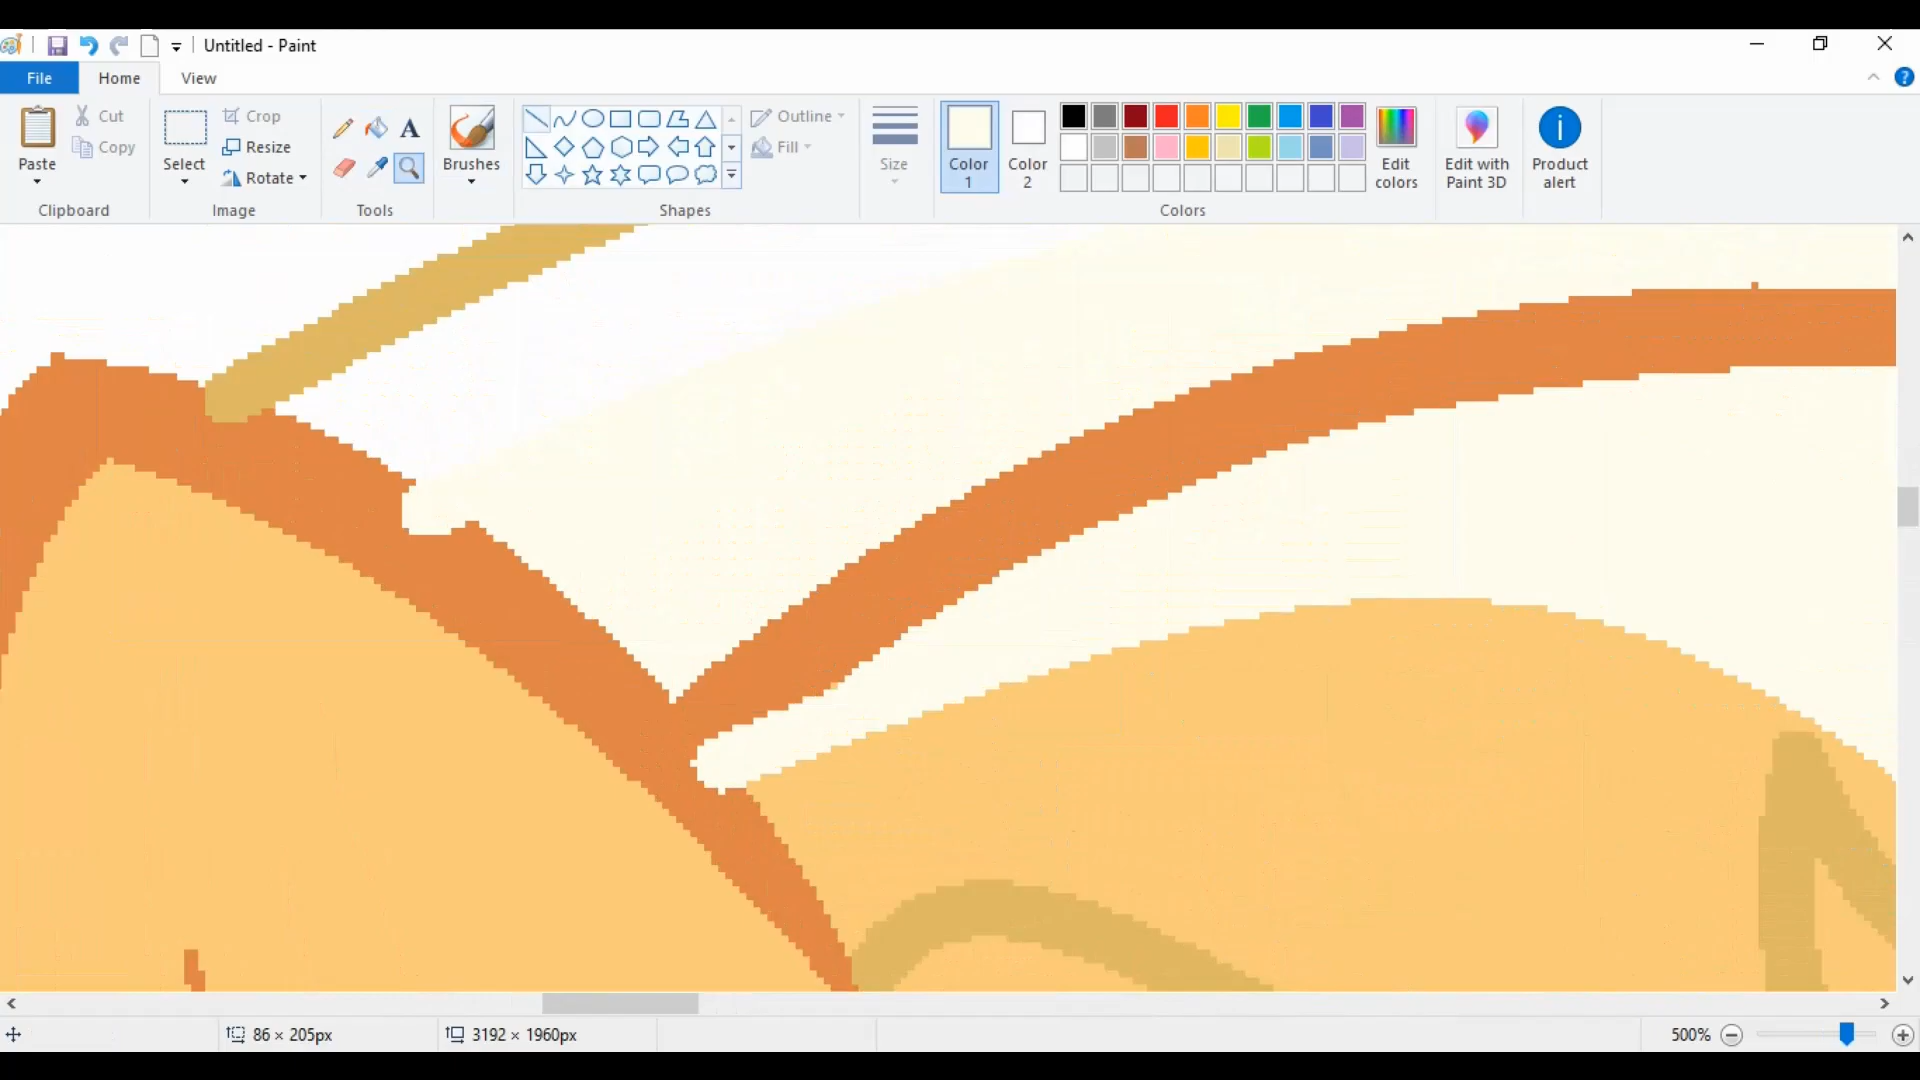 Untitled - Paint
File Home View
Paste
Cut
Copy
Clipboard
Select
Crop
Resize
Rotate
Image
A
Tools
Brushes
Shapes
Outline
Fill
Size
Color 1
Color 2
Edit colors
Colors
Edit with Paint 3D
Product alert
86 × 205px
3192 × 1960px
500%